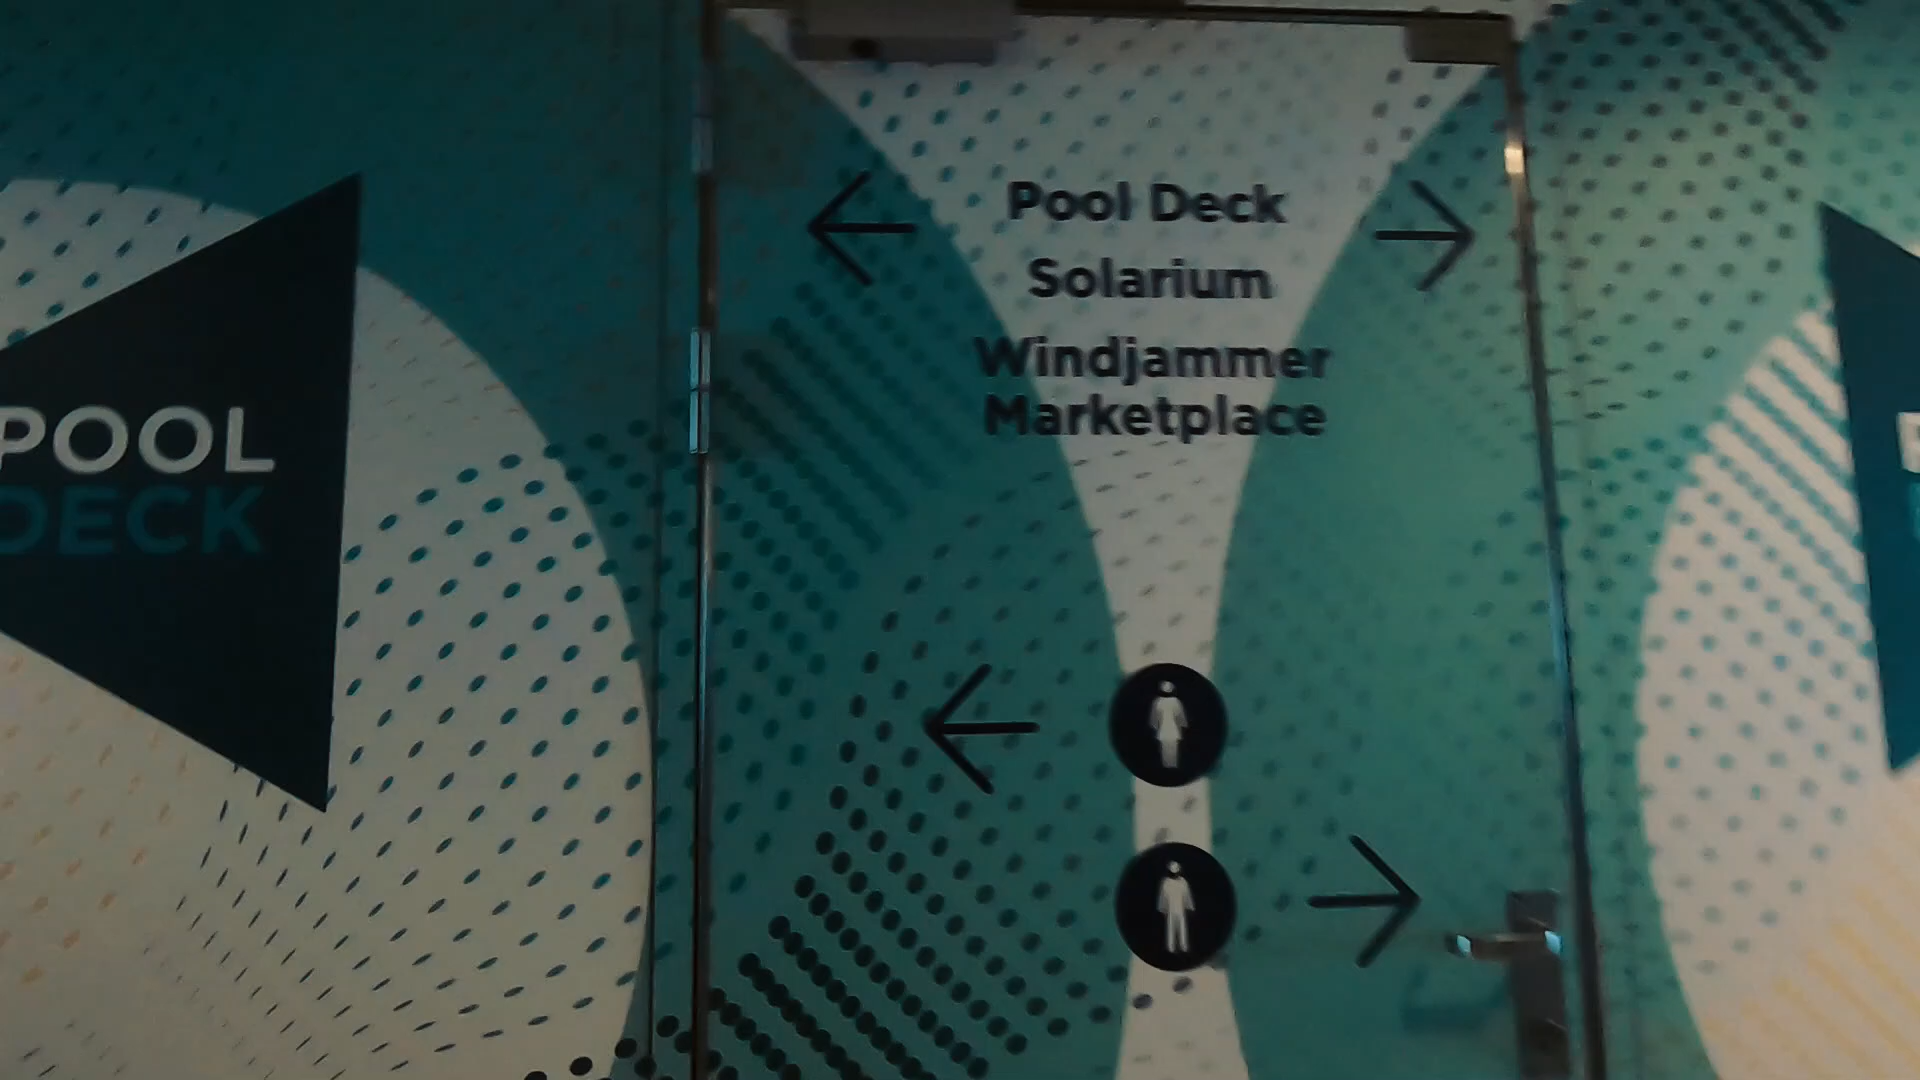 Pool Deck
Solarium
Windjammer
Marketplace
POOL
DECK